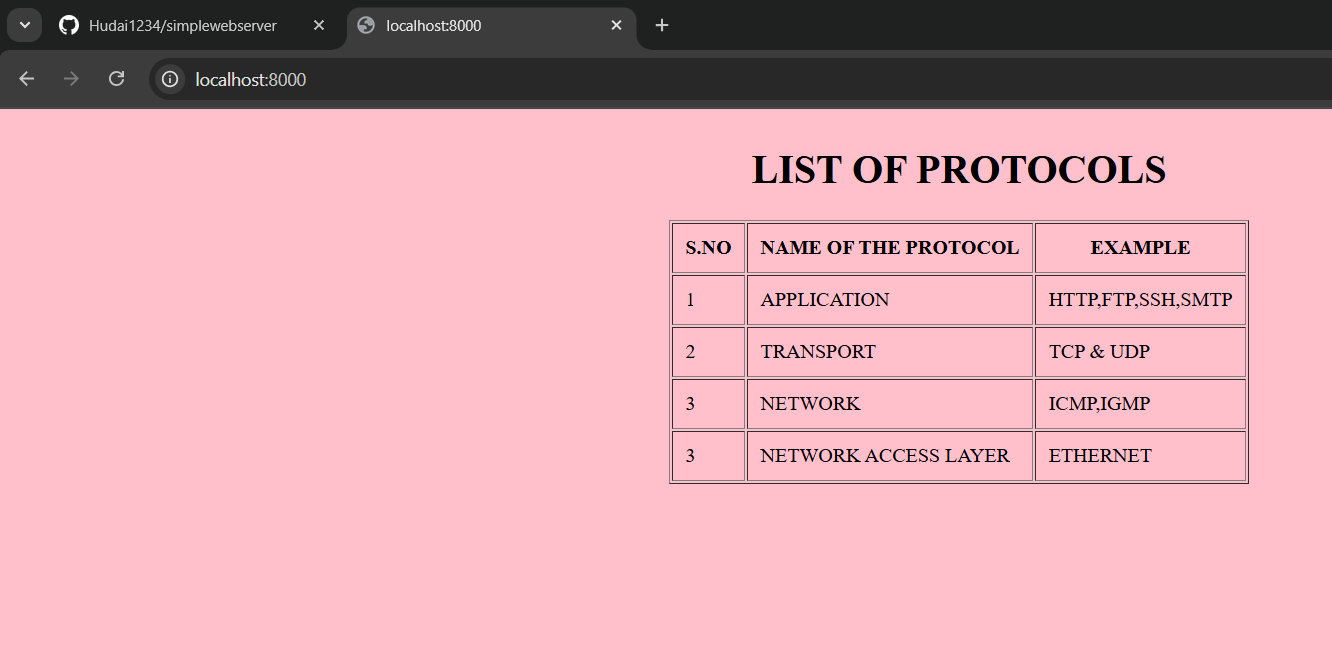 Hudai1234/simplewebserver localhost:8000
localhost:8000
LIST OF PROTOCOLS
S.NO NAME OF THE PROTOCOL EXAMPLE
1 APPLICATION HTTP,FTP,SSH,SMTP
2 TRANSPORT TCP & UDP
3 NETWORK ICMP,IGMP
3 NETWORK ACCESS LAYER ETHERNET